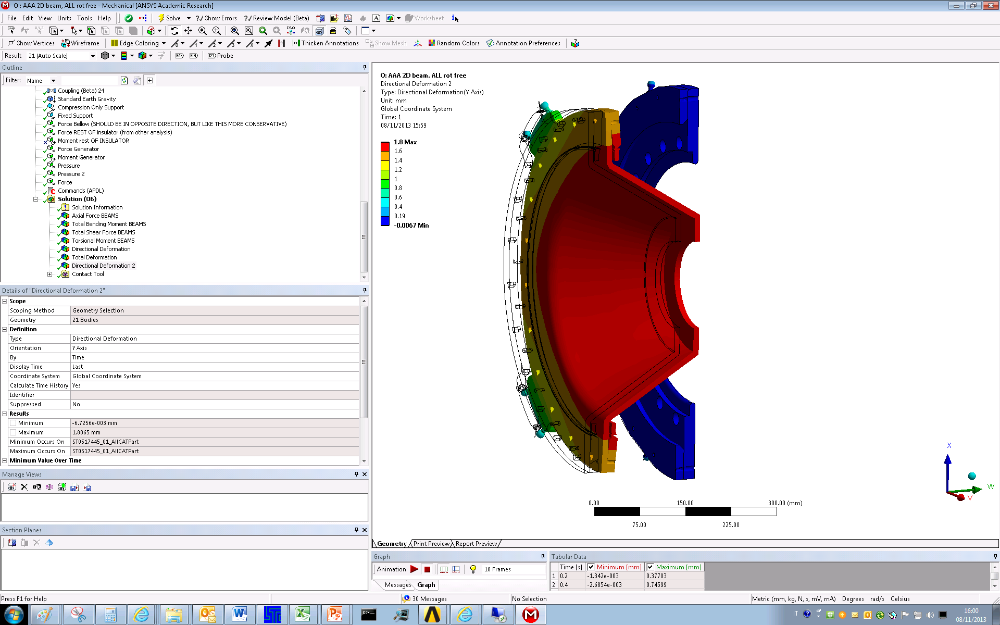 O : AAA 2D beam, ALL rot free - Mechanical [ANSYS Academic Research]
File Edit View Units Tools Help Solve ?/ Show Errors ?/ Review Model (Beta) Worksheet
Show Vertices Wireframe Edge Coloring Thicken Annotations Show Mesh Random Colors Annotation Preferences
Result 21 (Auto Scale) MAX MIN 123 Probe
Outline
Filter: Name
Coupling (Beta) 24
Standard Earth Gravity
Compression Only Support
Fixed Support
Force Bellow (SHOULD BE IN OPPOSITE DIRECTION, BUT LIKE THIS MORE CONSERVATIVE)
Force REST OF insulator (from other analysis)
Moment rest OF INSULATOR
Force Generator
Moment Generator
Pressure
Pressure 2
Force
Commands (APDL)
Solution (O6)
Solution Information
Axial Force BEAMS
Total Bending Moment BEAMS
Total Shear Force BEAMS
Torsional Moment BEAMS
Directional Deformation
Total Deformation
Directional Deformation 2
Contact Tool
Details of "Directional Deformation 2"
Scope
Scoping Method Geometry Selection
Geometry 21 Bodies
Definition
Type Directional Deformation
Orientation Y Axis
By Time
Display Time Last
Coordinate System Global Coordinate System
Calculate Time History Yes
Identifier
Suppressed No
Results
Minimum -6.7256e-003 mm
Maximum 1.8065 mm
Minimum Occurs On ST0517445_01_AllCATPart
Maximum Occurs On ST0517445_01_AllCATPart
Minimum Value Over Time
Manage Views
Section Planes
O: AAA 2D beam, ALL rot free
Directional Deformation 2
Type: Directional Deformation(Y Axis)
Unit: mm
Global Coordinate System
Time: 1
08/11/2013 15:59
1.8 Max
1.6
1.4
1.2
1
0.8
0.6
0.4
0.19
-0.0067 Min
X
W
V
0.00 150.00 300.00 (mm)
75.00 225.00
Geometry Print Preview Report Preview
Graph
Animation 10 Frames
Messages Graph
Tabular Data
Time [s] Minimum [mm] Maximum [mm]
1 0.2 -1.342e-003 0.37703
2 0.4 -2.6854e-003 0.74599
Press F1 for Help 30 Messages No Selection Metric (mm, kg, N, s, mV, mA) Degrees rad/s Celsius
IT 16:00
08/11/2013